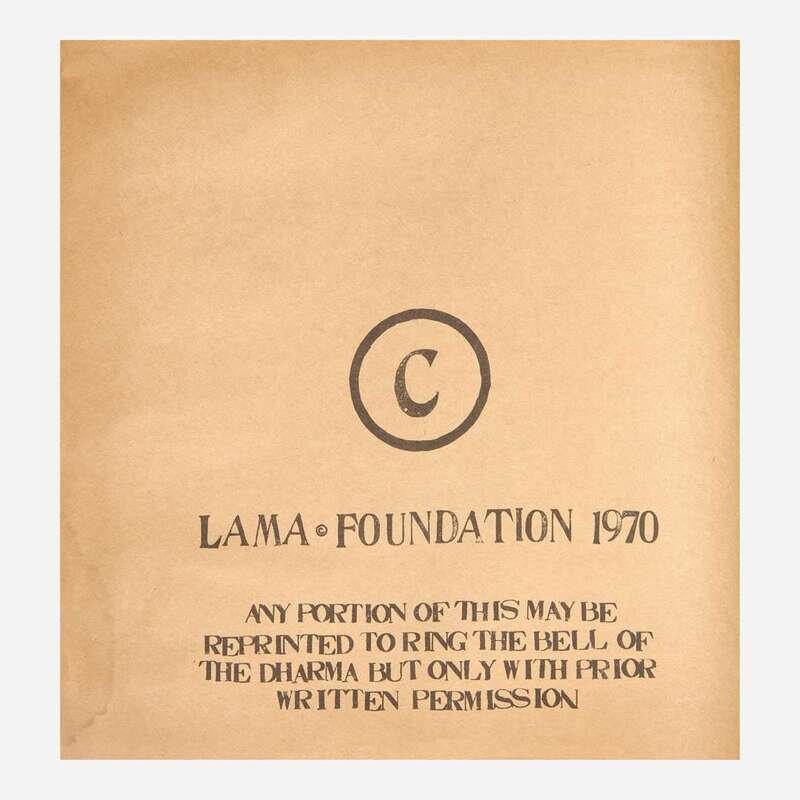 ©
LAMA © FOUNDATION 1970
ANY PORTION OF THIS MAY BE
REPRINTED TO RING THE BELL OF
THE DHARMA BUT ONLY WITH PRIOR
WRITTEN PERMISSION